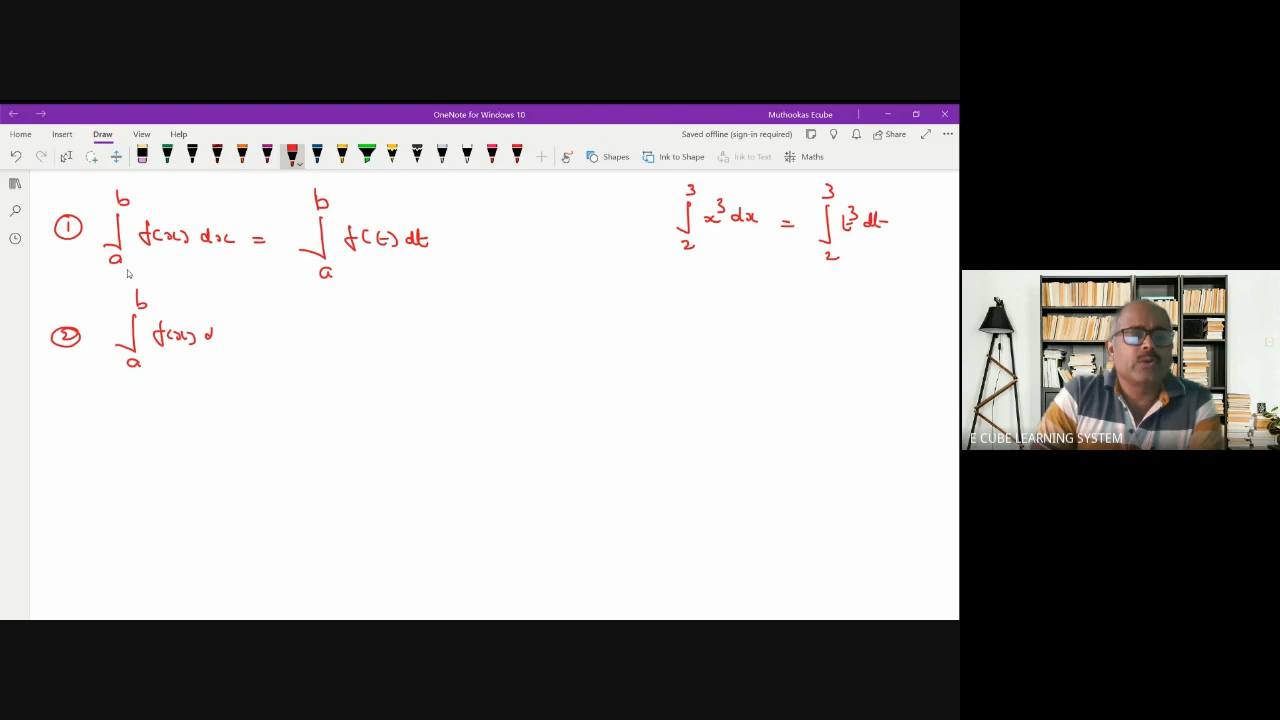 OneNote for Windows 10
Muthookas Ecube
Home Insert Draw View Help
Saved offline (sign-in required) Share
Shapes Ink to Shape Ink to Text Maths
① ∫ₐᵇ f(x) dx = ∫ₐᵇ f(t) dt
∫₂³ x³ dx = ∫₂³ t³ dt
② ∫ₐᵇ f(x) d
E CUBE LEARNING SYSTEM